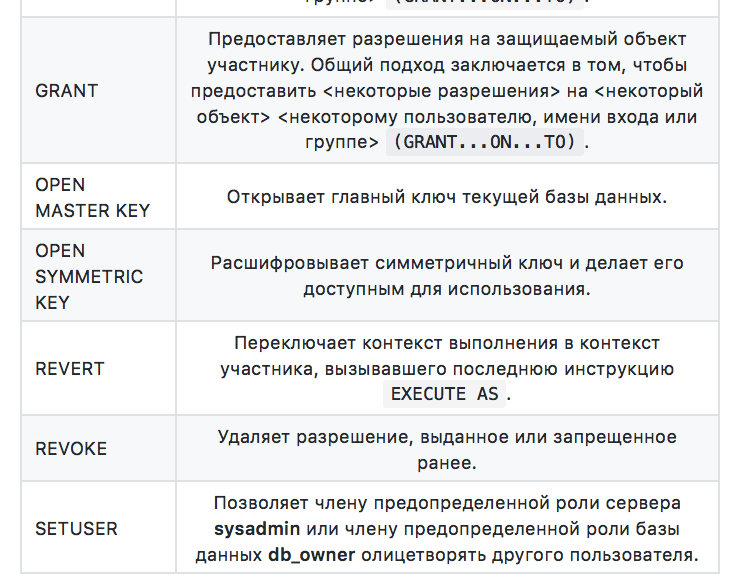 группе> (GRANT...ON...TO).
GRANT
Предоставляет разрешения на защищаемый объект
участнику. Общий подход заключается в том, чтобы
предоставить <некоторые разрешения> на <некоторый
объект> <некоторому пользователю, имени входа или
группе> (GRANT...ON...TO).
OPEN
MASTER KEY
Открывает главный ключ текущей базы данных.
OPEN
SYMMETRIC
KEY
Расшифровывает симметричный ключ и делает его
доступным для использования.
REVERT
Переключает контекст выполнения в контекст
участника, вызывавшего последнюю инструкцию
EXECUTE AS.
REVOKE
Удаляет разрешение, выданное или запрещенное
ранее.
SETUSER
Позволяет члену предопределенной роли сервера
sysadmin или члену предопределенной роли базы
данных db_owner олицетворять другого пользователя.